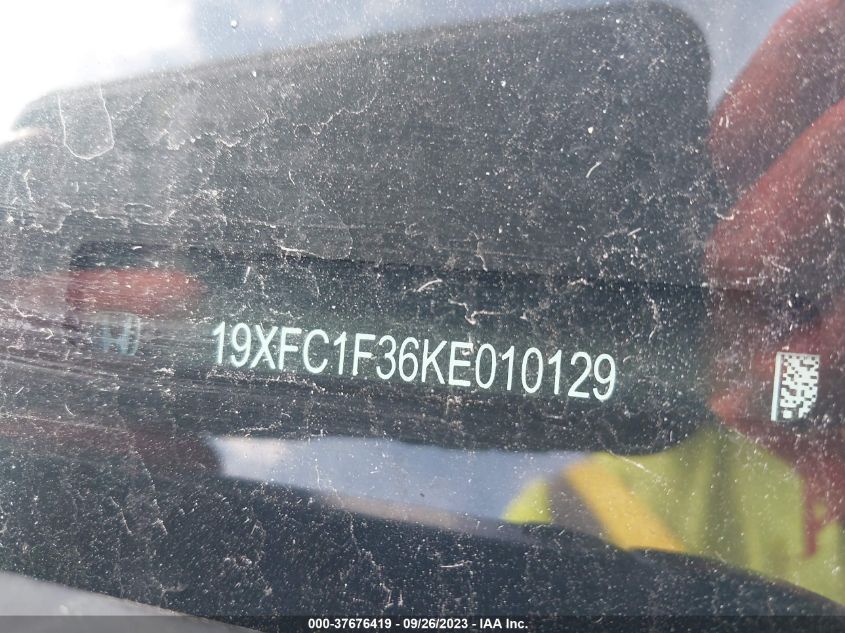 19XFC1F36KE010129
000-37676419 - 09/26/2023 - IAA Inc.